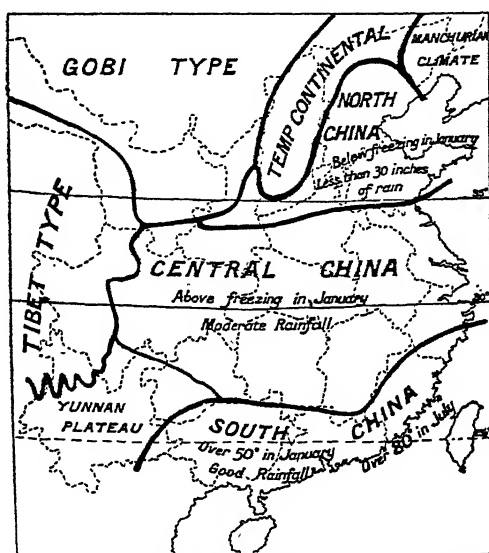 GOBI TYPE
TEMP CONTINENTAL
MANCHURIAN
CLIMATE
NORTH
CHINA
Below freezing in January
Less than 30 inches
of rain
35°
TIBET TYPE
CENTRAL CHINA
Above freezing in January
Moderate Rainfall
YUNNAN
PLATEAU
SOUTH CHINA
Over 50° in January
Good Rainfall
Over 80° in July